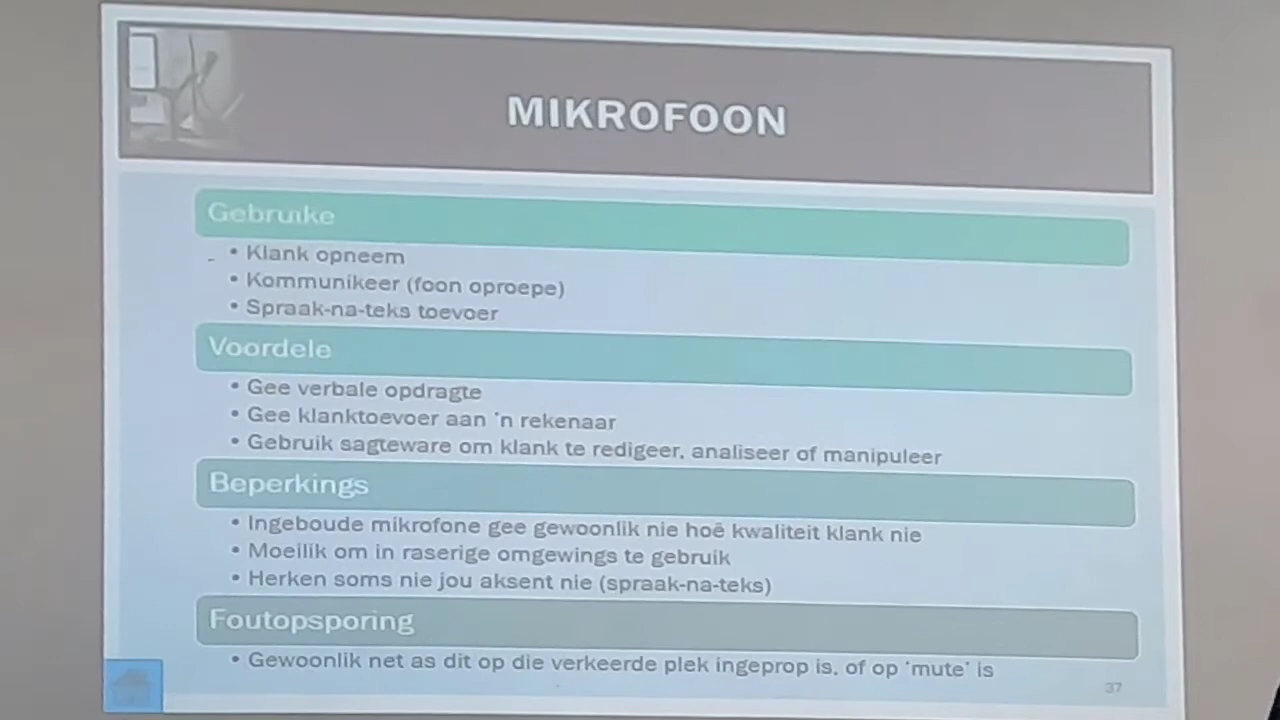 MIKROFOON
Gebruike
• Klank opneem
• Kommunikeer (foon oproepe)
• Spraak-na-teks toevoer
Voordele
• Gee verbale opdragte
• Gee klanktoevoer aan 'n rekenaar
• Gebruik sagteware om klank te redigeer, analiseer of manipuleer
Beperkings
• Ingeboude mikrofone gee gewoonlik nie hoë kwaliteit klank nie
• Moeilik om in raserige omgewings te gebruik
• Herken soms nie jou aksent nie (spraak-na-teks)
Foutopsporing
• Gewoonlik net as dit op die verkeerde plek ingeprop is, of op 'mute' is
37